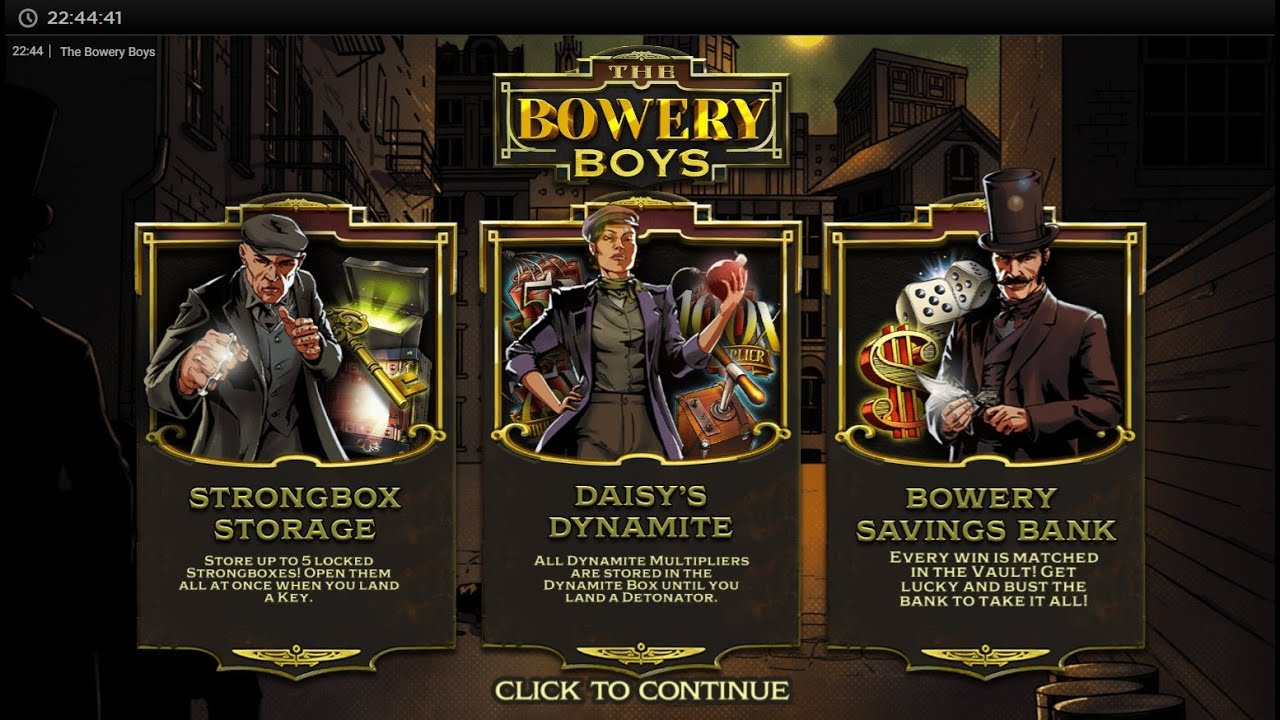 22:44:41
22:44 | The Bowery Boys
THE
BOWERY
BOYS
STRONGBOX
STORAGE
STORE UP TO 5 LOCKED
STRONGBOXES! OPEN THEM
ALL AT ONCE WHEN YOU LAND
A KEY.
DAISY'S
DYNAMITE
ALL DYNAMITE MULTIPLIERS
ARE STORED IN THE
DYNAMITE BOX UNTIL YOU
LAND A DETONATOR.
BOWERY
SAVINGS BANK
EVERY WIN IS MATCHED
IN THE VAULT! GET
LUCKY AND BUST THE
BANK TO TAKE IT ALL!
CLICK TO CONTINUE